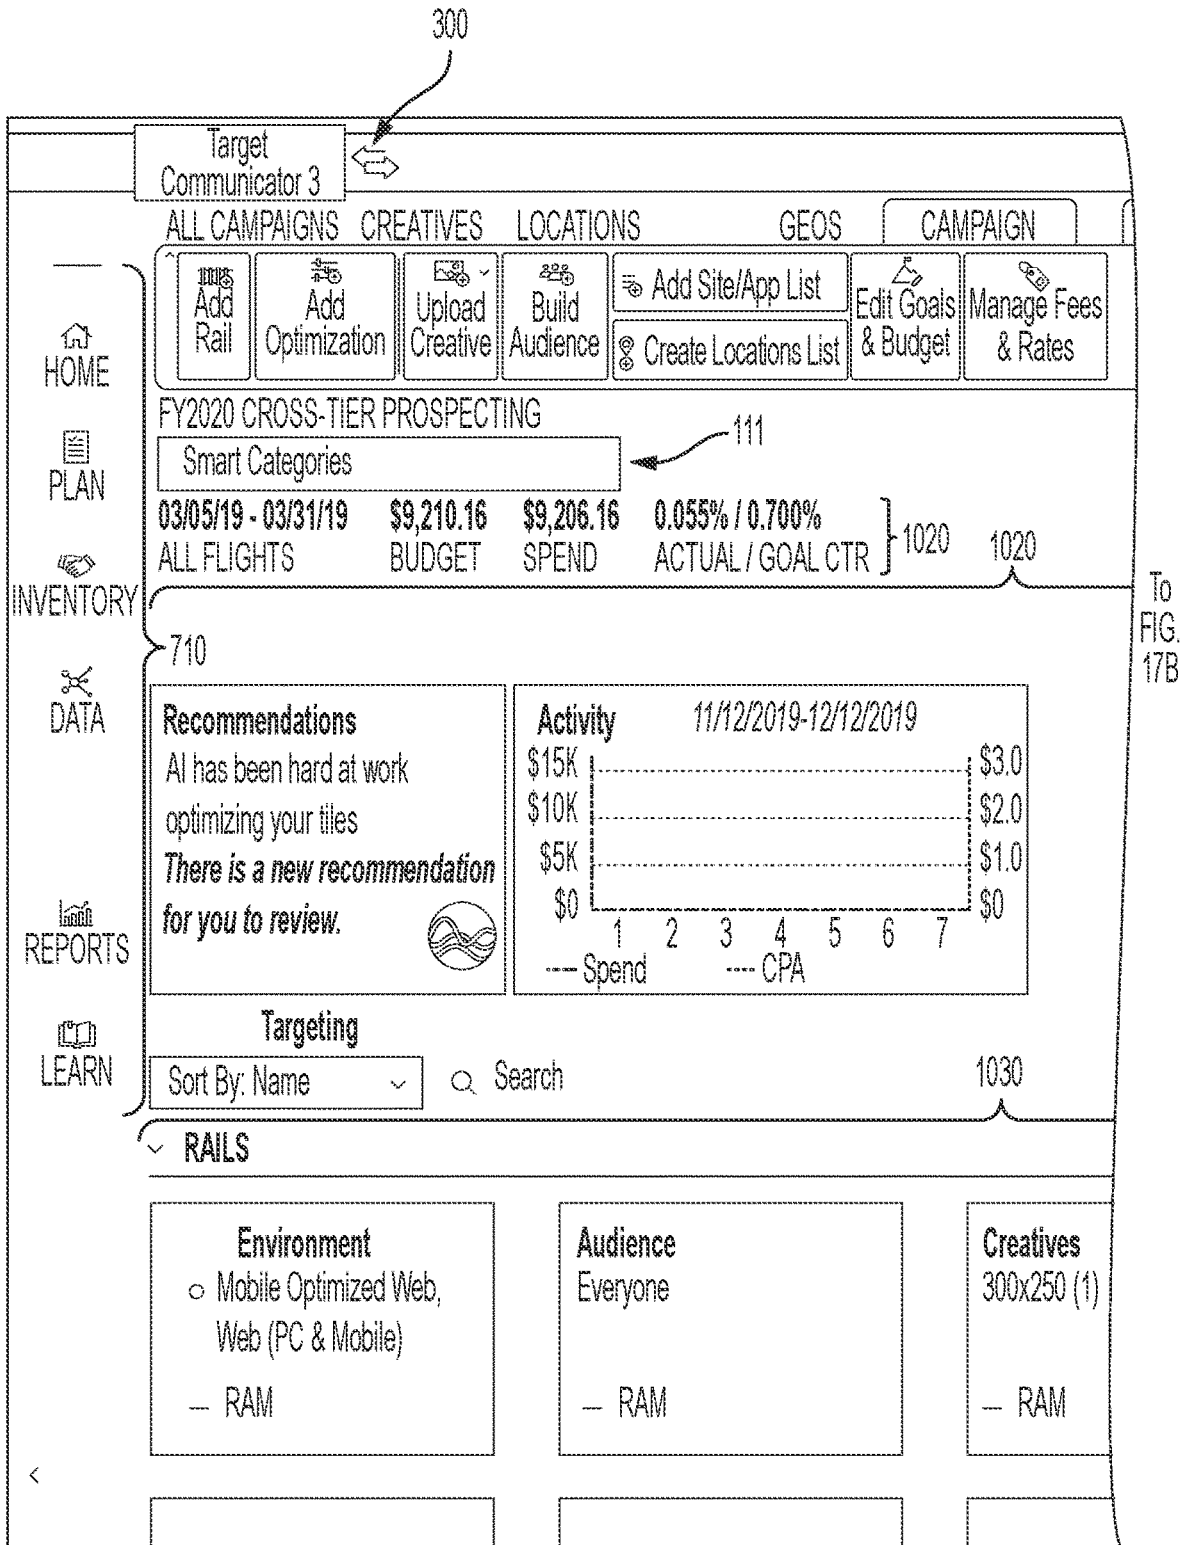 300
Target
Communicator 3
ALL CAMPAIGNS CREATIVES LOCATIONS GEOS CAMPAIGN
Add
Rail
Add
Optimization
Upload
Creative
Build
Audience
Add Site/App List
Create Locations List
Edit Goals
& Budget
Manage Fees
& Rates
HOME
PLAN
INVENTORY
DATA
REPORTS
LEARN
710
FY2020 CROSS-TIER PROSPECTING
Smart Categories
111
03/05/19 - 03/31/19 $9,210.16 $9,206.16 0.055% / 0.700%
ALL FLIGHTS BUDGET SPEND ACTUAL / GOAL CTR
1020
1020
To
FIG.
17B
Recommendations
AI has been hard at work
optimizing your tiles
There is a new recommendation
for you to review.
Activity 11/12/2019-12/12/2019
$15K $3.0
$10K $2.0
$5K $1.0
$0 $0
1 2 3 4 5 6 7
Spend CPA
Targeting
Sort By: Name
Search
1030
RAILS
Environment
Mobile Optimized Web,
Web (PC & Mobile)
— RAM
Audience
Everyone
— RAM
Creatives
300x250 (1)
— RAM